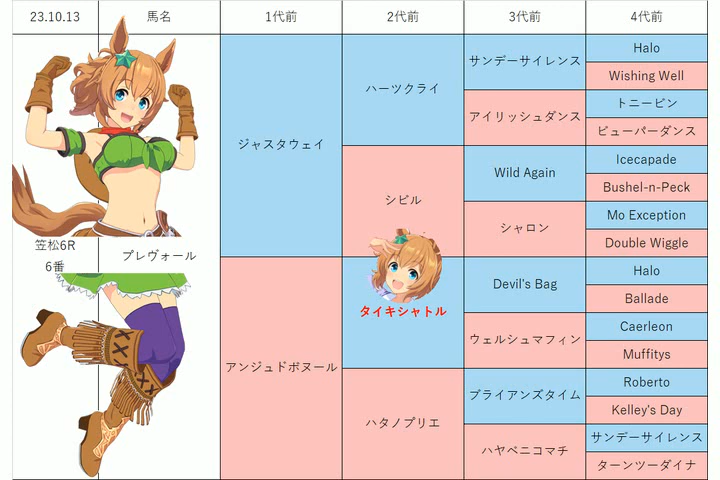 23.10.13
馬名
1代前
2代前
3代前
4代前
笠松6R
6番
プレヴォール
ジャスタウェイ
アンジュドボヌール
ハーツクライ
シビル
タイキシャトル
ハタノプリエ
サンデーサイレンス
アイリッシュダンス
Wild Again
シャロン
Devil's Bag
ウェルシュマフィン
ブライアンズタイム
ハヤベニコマチ
Halo
Wishing Well
トニービン
ビューパーダンス
Icecapade
Bushel-n-Peck
Mo Exception
Double Wiggle
Halo
Ballade
Caerleon
Muffitys
Roberto
Kelley's Day
サンデーサイレンス
ターンツーダイナ